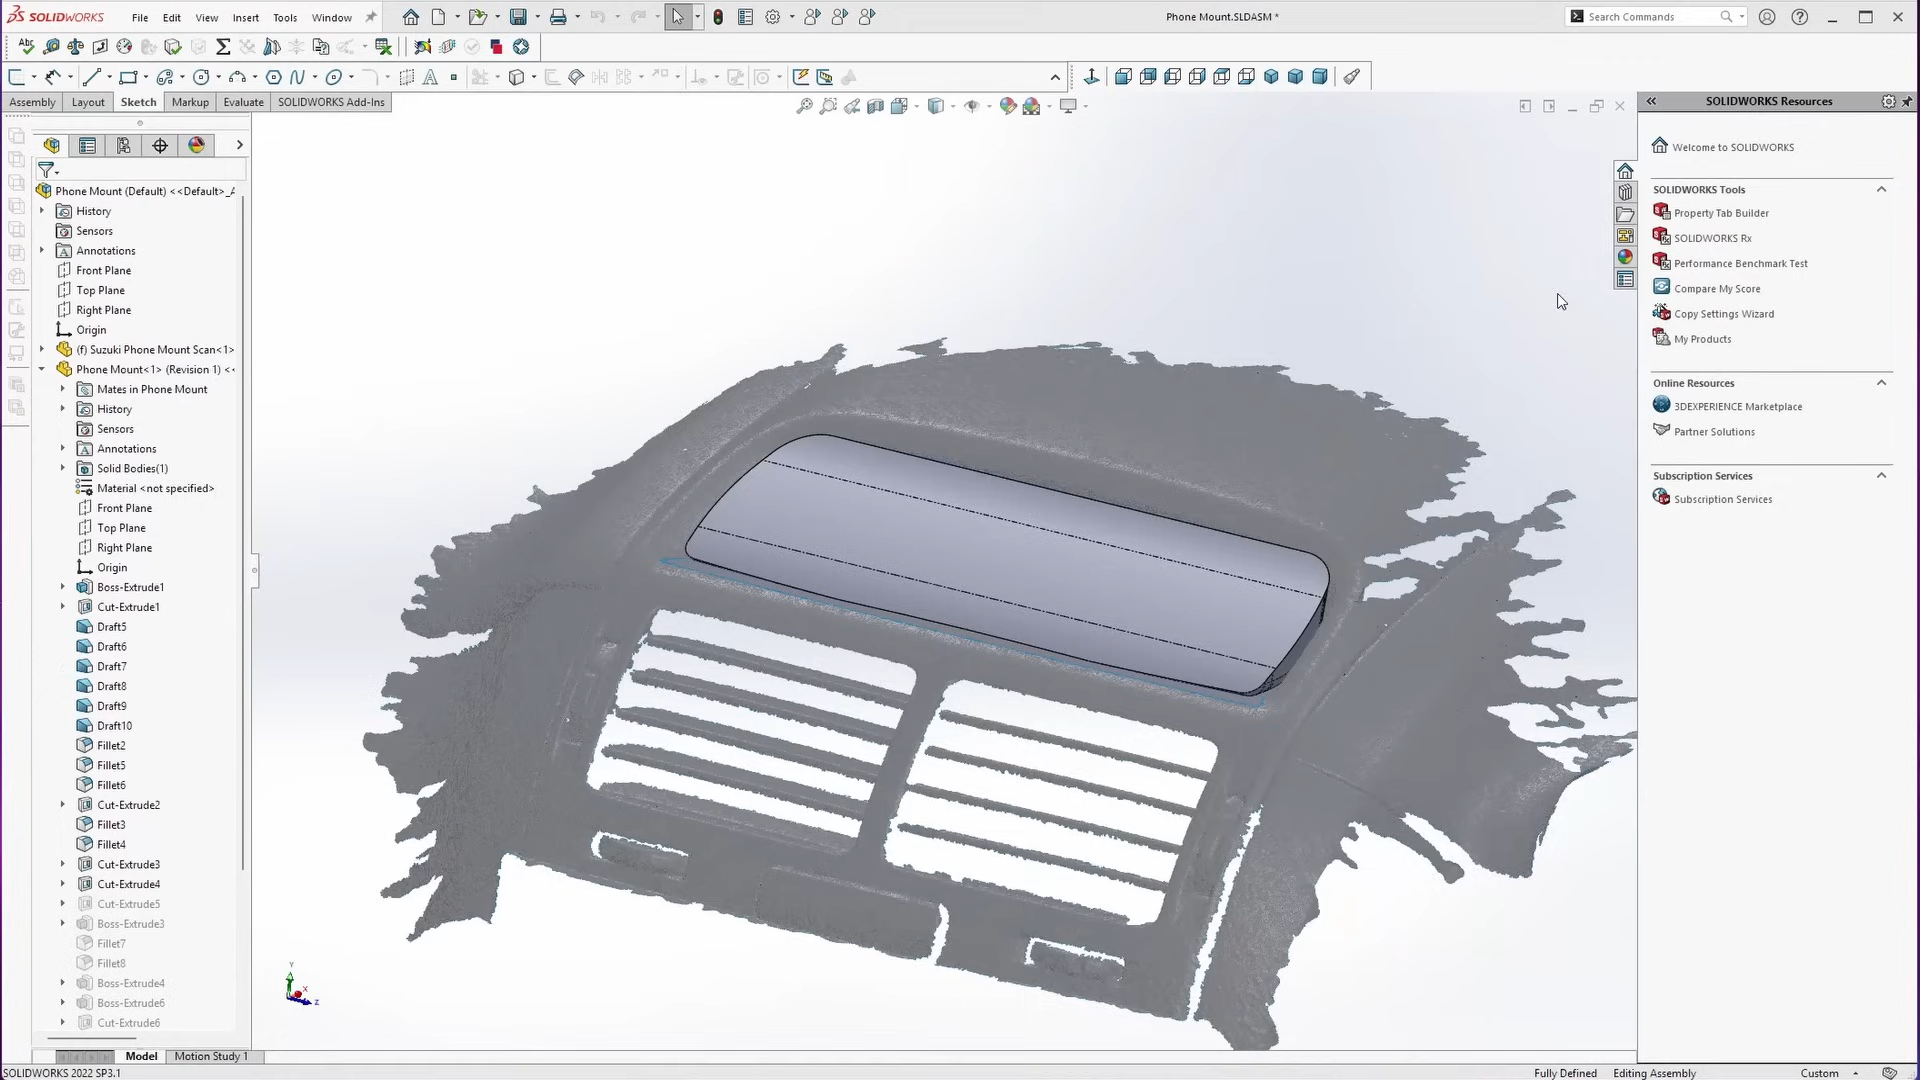 SOLIDWORKS File Edit View Insert Tools Window Phone Mount.SLDASM * Search Commands
Assembly Layout Sketch Markup Evaluate SOLIDWORKS Add-Ins
Phone Mount (Default) <<Default>_A
History
Sensors
Annotations
Front Plane
Top Plane
Right Plane
Origin
(f) Suzuki Phone Mount Scan<1>
Phone Mount<1> (Revision 1) <<
Mates in Phone Mount
History
Sensors
Annotations
Solid Bodies(1)
Material <not specified>
Front Plane
Top Plane
Right Plane
Origin
Boss-Extrude1
Cut-Extrude1
Draft5
Draft6
Draft7
Draft8
Draft9
Draft10
Fillet2
Fillet5
Fillet6
Cut-Extrude2
Fillet3
Fillet4
Cut-Extrude3
Cut-Extrude4
Cut-Extrude5
Boss-Extrude3
Fillet7
Fillet8
Boss-Extrude4
Boss-Extrude6
Cut-Extrude6
Y
X
Z
SOLIDWORKS Resources
Welcome to SOLIDWORKS
SOLIDWORKS Tools
Property Tab Builder
SOLIDWORKS Rx
Performance Benchmark Test
Compare My Score
Copy Settings Wizard
My Products
Online Resources
3DEXPERIENCE Marketplace
Partner Solutions
Subscription Services
Subscription Services
Model Motion Study 1
SOLIDWORKS 2022 SP3.1 Fully Defined Editing Assembly Custom